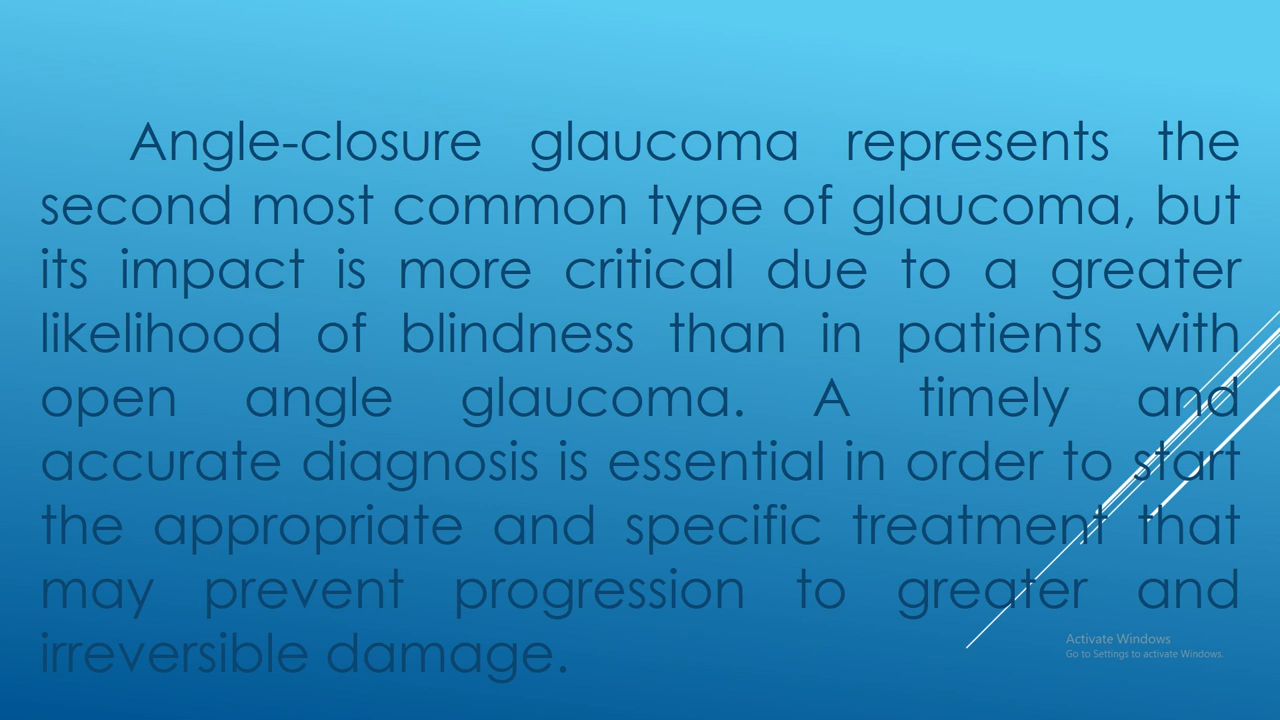 Angle-closure glaucoma represents the
second most common type of glaucoma, but
its impact is more critical due to a greater
likelihood of blindness than in patients with
open angle glaucoma. A timely and
accurate diagnosis is essential in order to start
the appropriate and specific treatment that
may prevent progression to greater and
irreversible damage.
Activate Windows
Go to Settings to activate Windows.